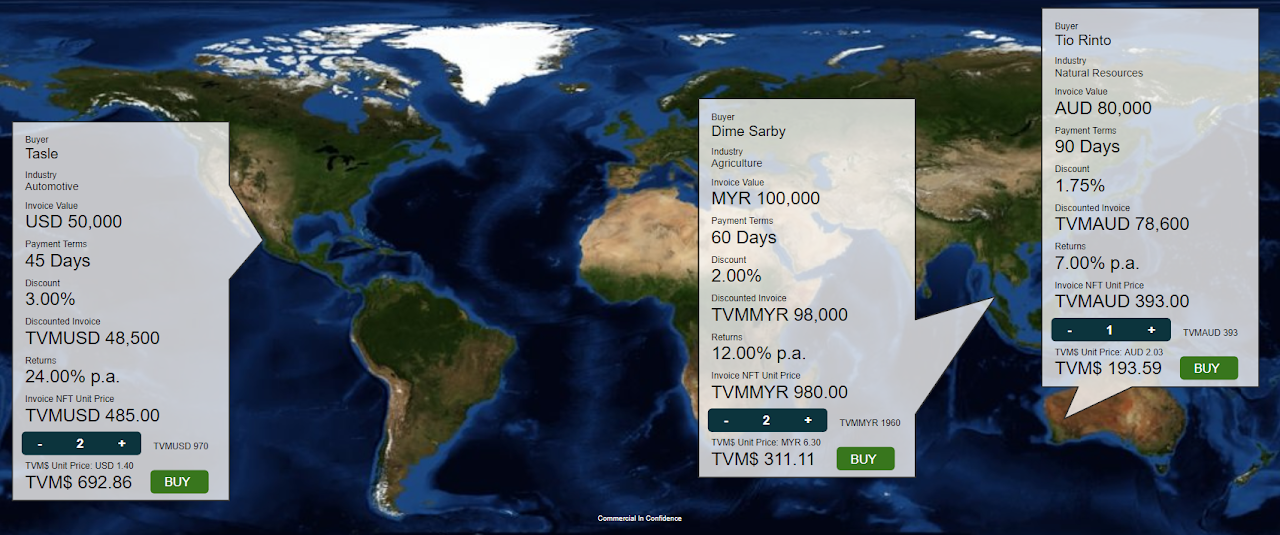 Buyer
Tasle
Industry
Automotive
Invoice Value
USD 50,000
Payment Terms
45 Days
Discount
3.00%
Discounted Invoice
TVMUSD 48,500
Returns
24.00% p.a.
Invoice NFT Unit Price
TVMUSD 485.00
- 2 + TVMUSD 970
TVM$ Unit Price: USD 1.40
TVM$ 692.86 BUY
Buyer
Dime Sarby
Industry
Agriculture
Invoice Value
MYR 100,000
Payment Terms
60 Days
Discount
2.00%
Discounted Invoice
TVMMYR 98,000
Returns
12.00% p.a.
Invoice NFT Unit Price
TVMMYR 980.00
- 2 + TVMMYR 1960
TVM$ Unit Price: MYR 6.30
TVM$ 311.11 BUY
Buyer
Tio Rinto
Industry
Natural Resources
Invoice Value
AUD 80,000
Payment Terms
90 Days
Discount
1.75%
Discounted Invoice
TVMAUD 78,600
Returns
7.00% p.a.
Invoice NFT Unit Price
TVMAUD 393.00
- 1 + TVMAUD 393
TVM$ Unit Price: AUD 2.03
TVM$ 193.59 BUY
Commercial In Confidence